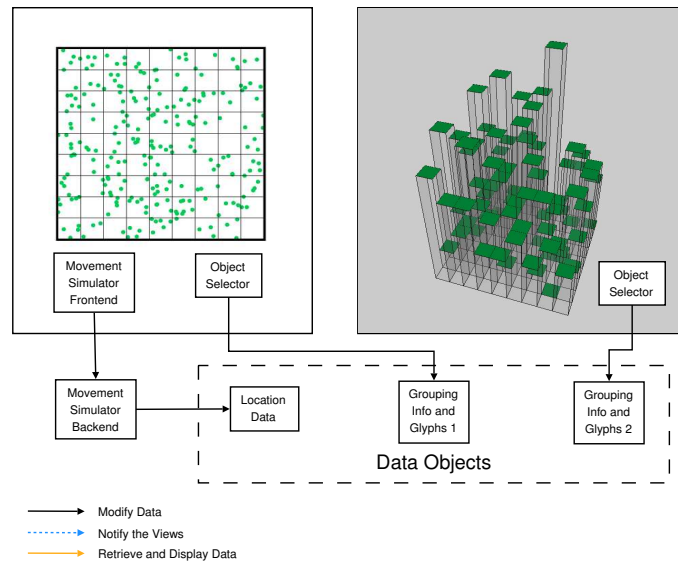 Movement
Simulator
Frontend
Object
Selector
Object
Selector
Movement
Simulator
Backend
Location
Data
Grouping
Info and
Glyphs 1
Grouping
Info and
Glyphs 2
Data Objects
Modify Data
Notify the Views
Retrieve and Display Data